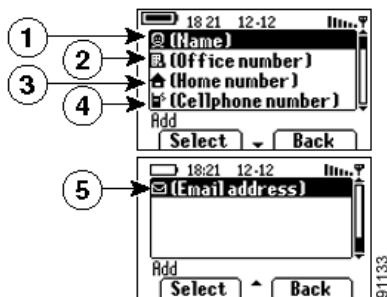 18 21 12-12
1 (Name)
2 (Office number)
3 (Home number)
4 (Cellphone number)
Add
Select Back
18:21 12-12
5 (Email address)
Add
Select Back
91133